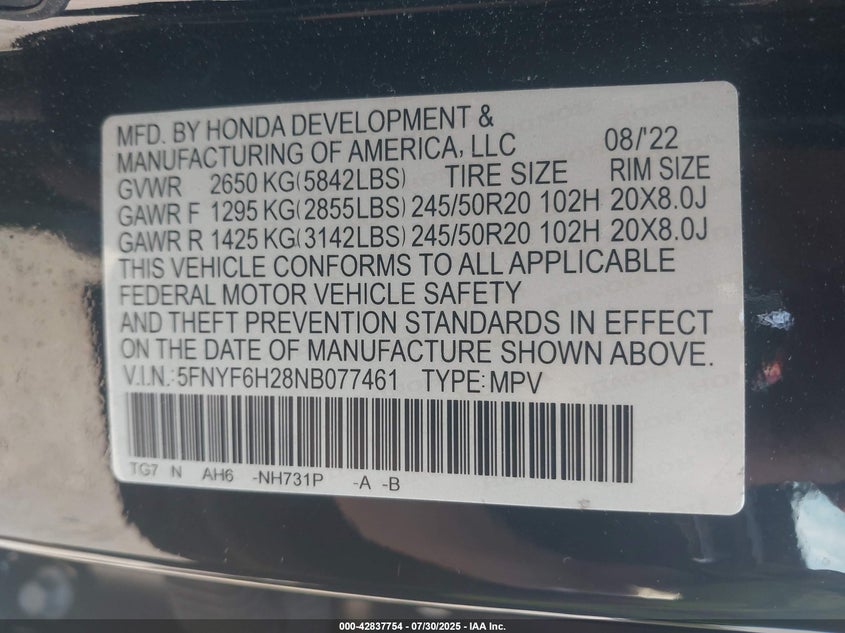 MFD. BY HONDA DEVELOPMENT &
MANUFACTURING OF AMERICA, LLC 08/'22
GVWR 2650 KG(5842LBS) TIRE SIZE RIM SIZE
GAWR F 1295 KG(2855LBS) 245/50R20 102H 20X8.0J
GAWR R 1425 KG(3142LBS) 245/50R20 102H 20X8.0J
THIS VEHICLE CONFORMS TO ALL APPLICABLE
FEDERAL MOTOR VEHICLE SAFETY
AND THEFT PREVENTION STANDARDS IN EFFECT
ON THE DATE OF MANUFACTURE SHOWN ABOVE.
V.I.N.: 5FNYF6H28NB077461 TYPE: MPV
TG7 N AH6 -NH731P -A -B
000-42837754 - 07/30/2025 - IAA Inc.